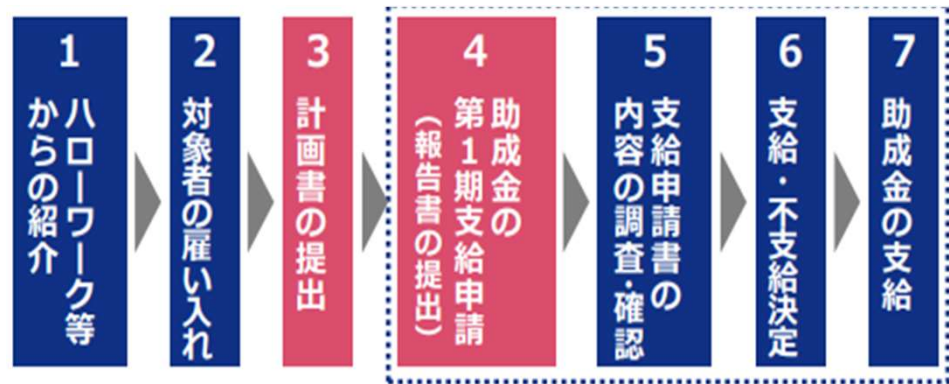 1
ハローワーク等
からの紹介
2
対象者の雇い入れ
3
計画書の提出
4
助成金の
第1期支給申請
(報告書の提出)
5
支給申請書の
内容の調査・確認
6
支給・不支給決定
7
助成金の支給